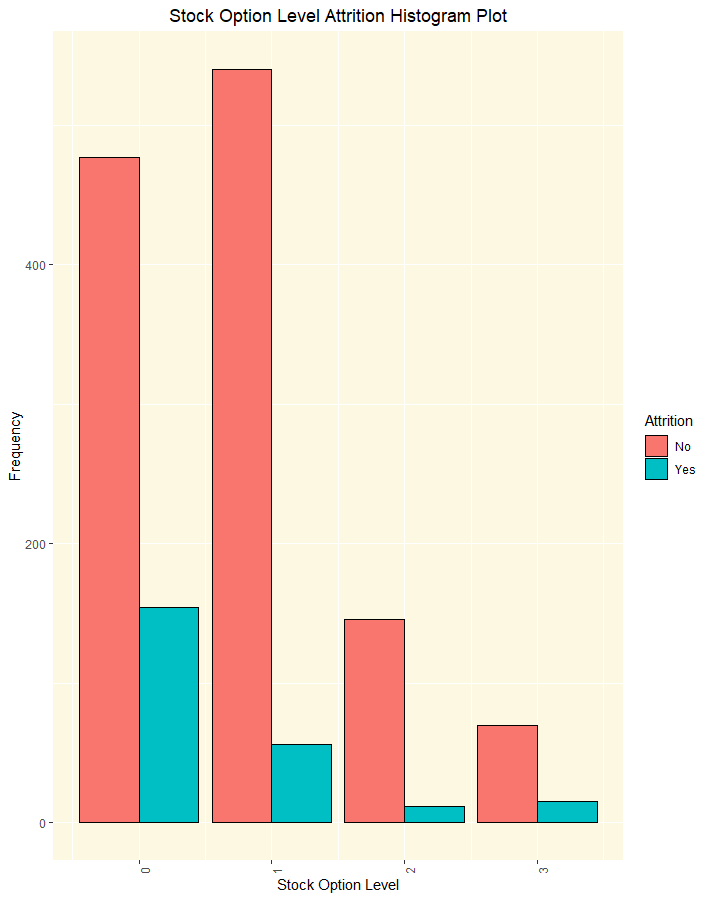 Stock Option Level Attrition Histogram Plot
400
200
0
Frequency
0
1
2
3
Stock Option Level
Attrition
No
Yes